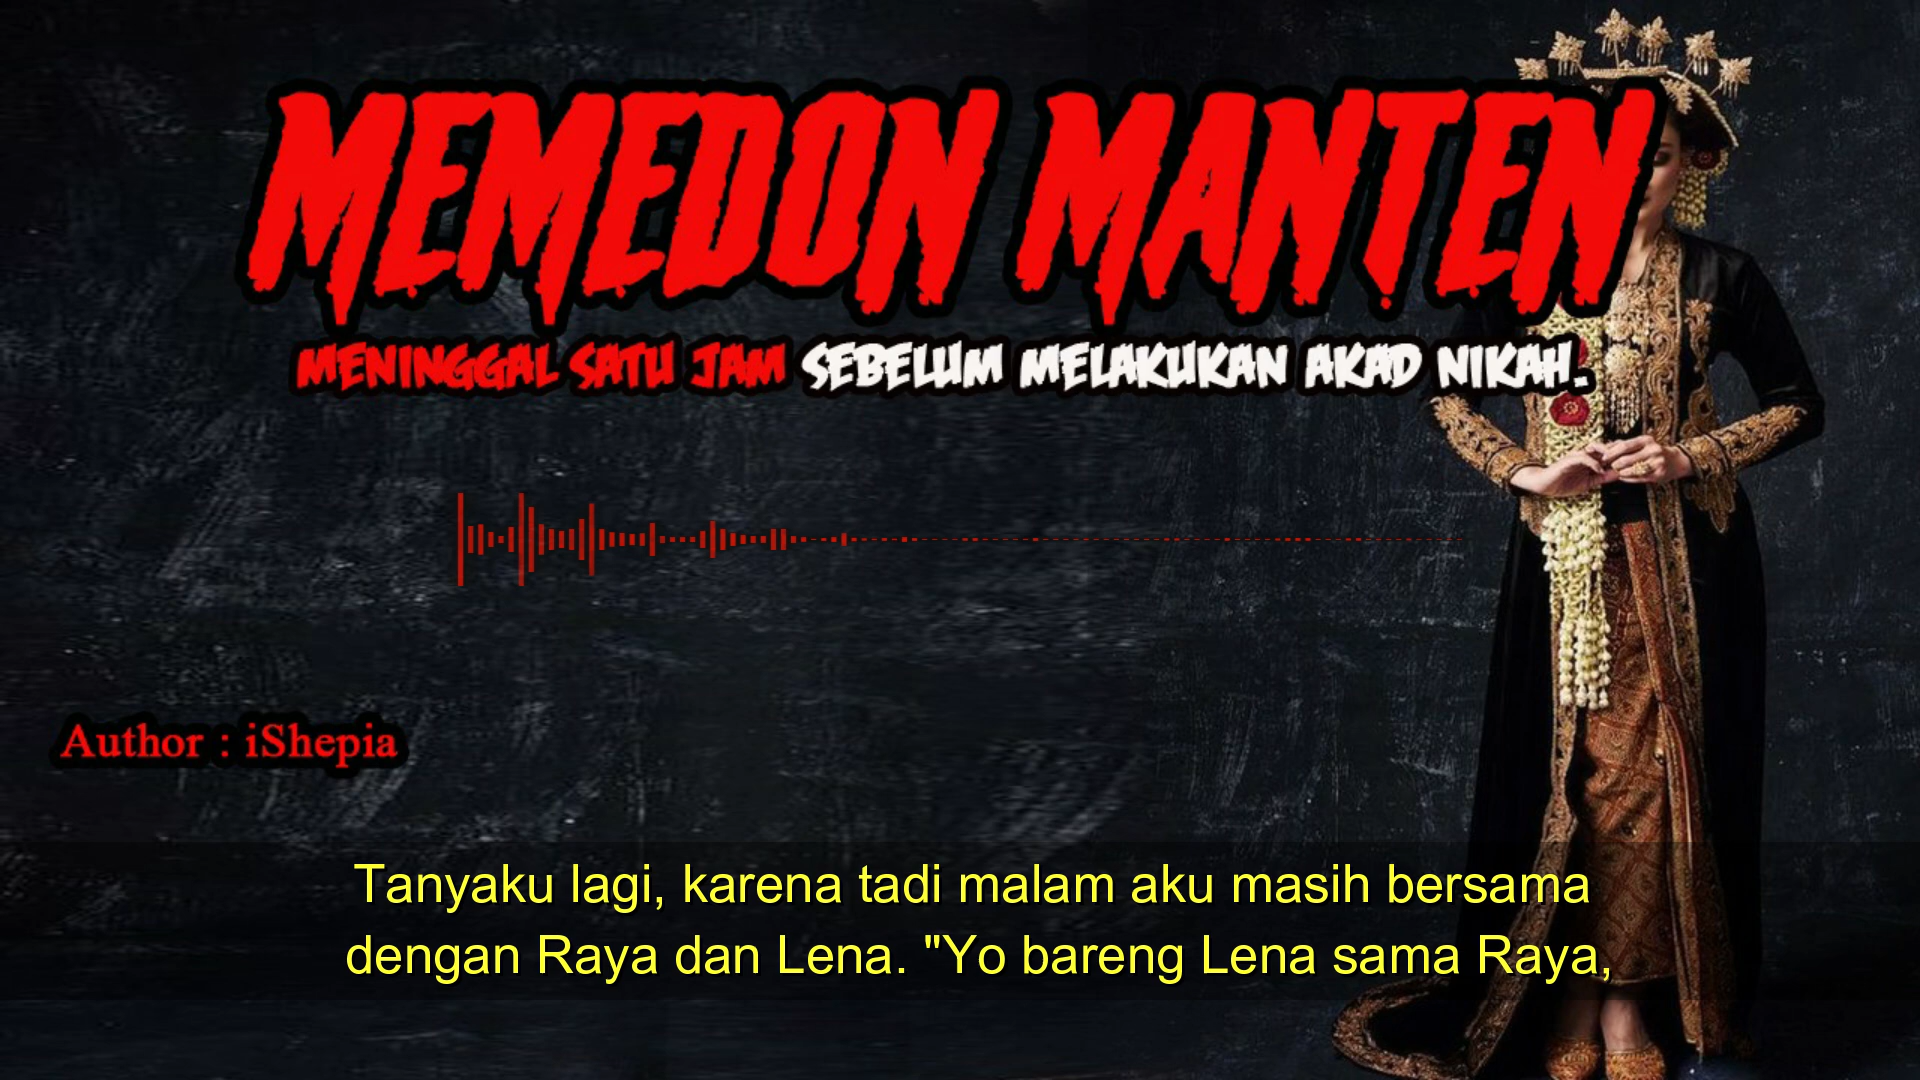 MEMEDON MANTEN
MENINGGAL SATU JAM SEBELUM MELAKUKAN AKAD NIKAH.
Author : iShepia
Tanyaku lagi, karena tadi malam aku masih bersama
dengan Raya dan Lena. "Yo bareng Lena sama Raya,